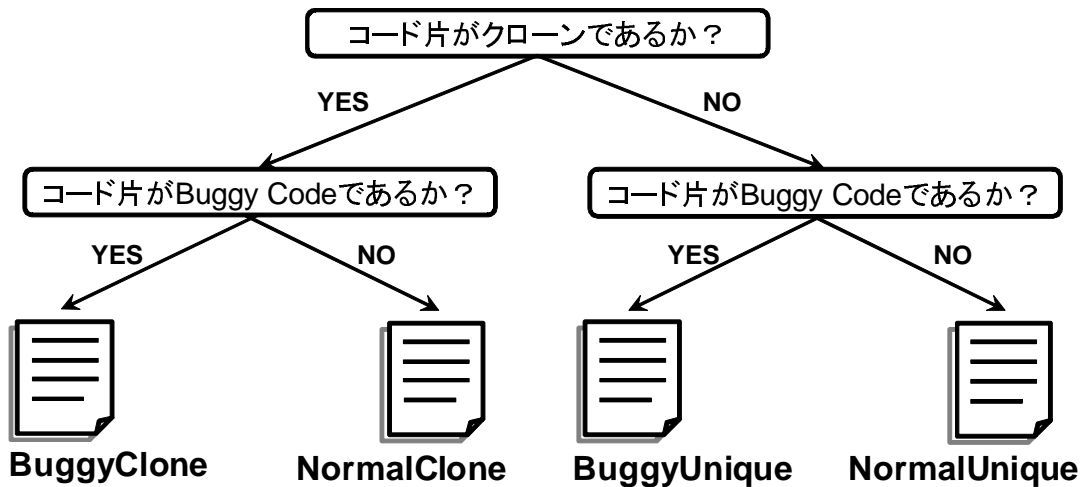 コード片がクローンであるか？
YES
NO
コード片がBuggy Codeであるか？
コード片がBuggy Codeであるか？
YES
NO
YES
NO
BuggyClone
NormalClone
BuggyUnique
NormalUnique